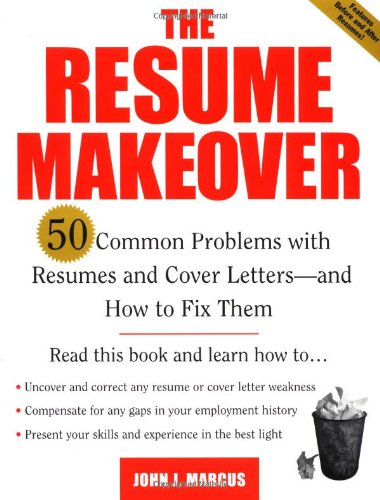 THE
RESUME
MAKEOVER
Features
Before and After
Resumes!
50 Common Problems with
Resumes and Cover Letters—and
How to Fix Them
Read this book and learn how to…
• Uncover and correct any resume or cover letter weakness
• Compensate for any gaps in your employment history
• Present your skills and experience in the best light
JOHN J. MARCUS